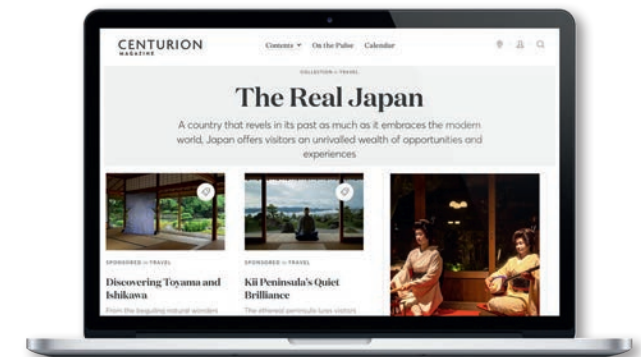 CENTURION
MAGAZINE
Contents On the Pulse Calendar
COLLECTION in TRAVEL
The Real Japan
A country that revels in its past as much as it embraces the modern
world, Japan offers visitors an unrivalled wealth of opportunities and
experiences
SPONSORED in TRAVEL
Discovering Toyama and
Ishikawa
From the beguiling natural wonders
SPONSORED in TRAVEL
Kii Peninsula's Quiet
Brilliance
The ethereal peninsula lures visitors